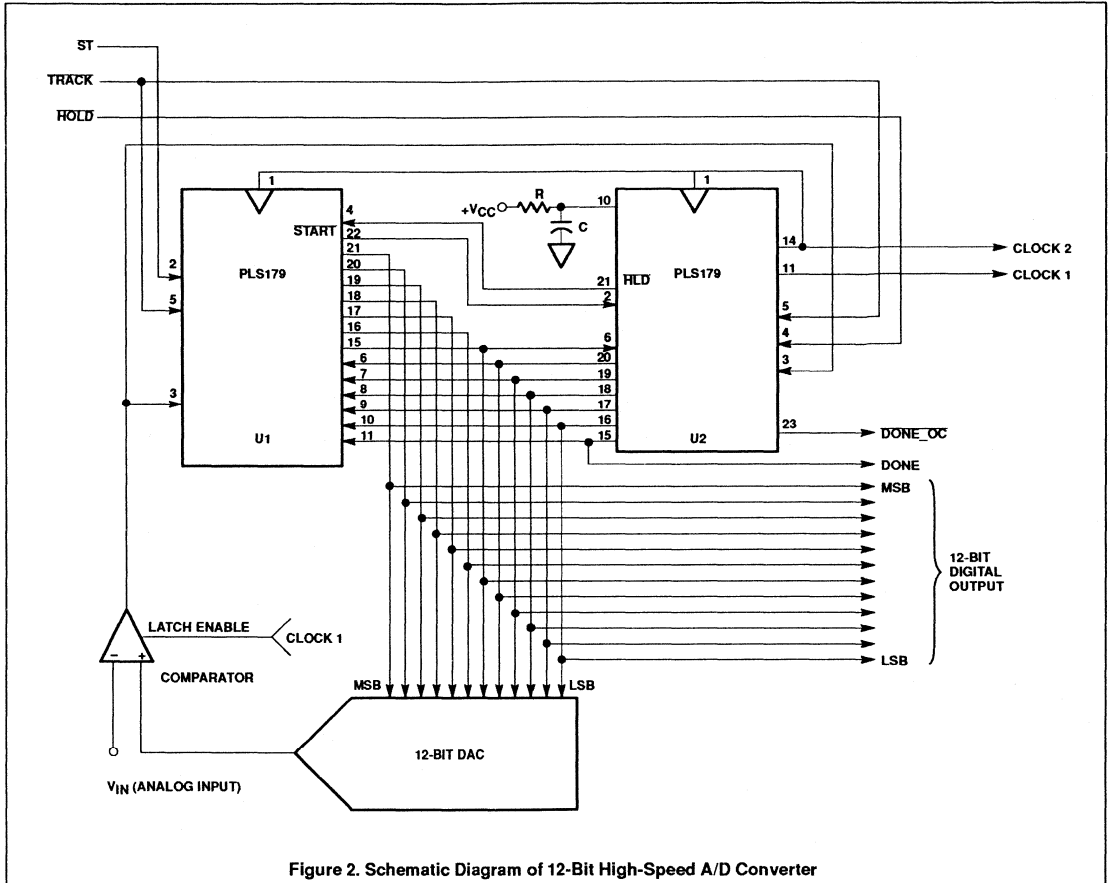 ST
TRACK
HOLD
1
1
R
10
+VCC
C
4
START
22
21
20
19
18
17
16
15
6
7
8
9
10
11
2
5
3
PLS179
U1
PLS179
U2
21
HLD
2
6
20
19
18
17
16
15
14
11
5
4
3
23
CLOCK 2
CLOCK 1
DONE_OC
DONE
MSB
12-BIT
DIGITAL
OUTPUT
LSB
LATCH ENABLE
CLOCK 1
–
+
COMPARATOR
MSB
LSB
12-BIT DAC
VIN (ANALOG INPUT)
Figure 2. Schematic Diagram of 12-Bit High-Speed A/D Converter